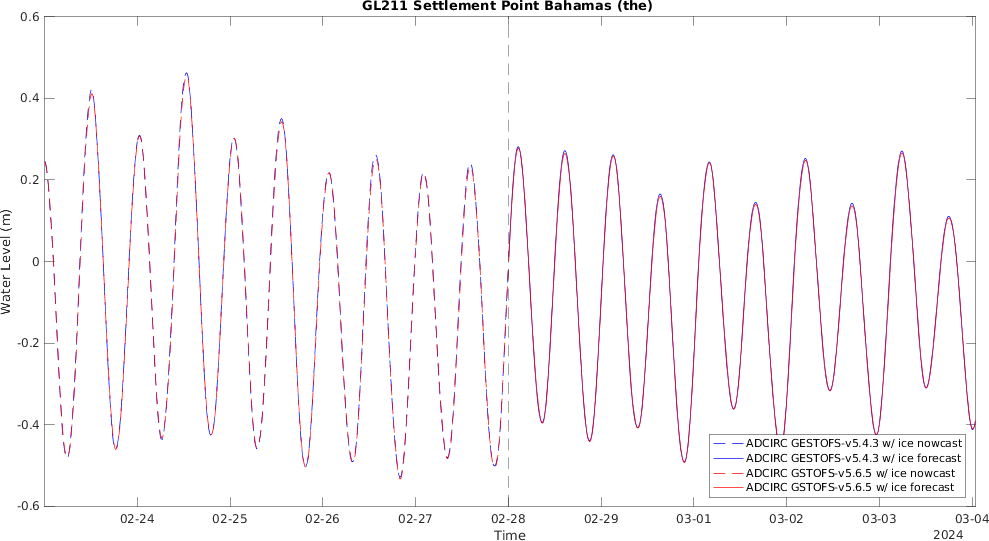 GL211 Settlement Point Bahamas (the)
0.6
0.4
0.2
0
-0.2
-0.4
-0.6
Water Level (m)
02-24 02-25 02-26 02-27 02-28 02-29 03-01 03-02 03-03 03-04
Time
2024
ADCIRC GESTOFS-v5.4.3 w/ ice nowcast
ADCIRC GESTOFS-v5.4.3 w/ ice forecast
ADCIRC GSTOFS-v5.6.5 w/ ice nowcast
ADCIRC GSTOFS-v5.6.5 w/ ice forecast